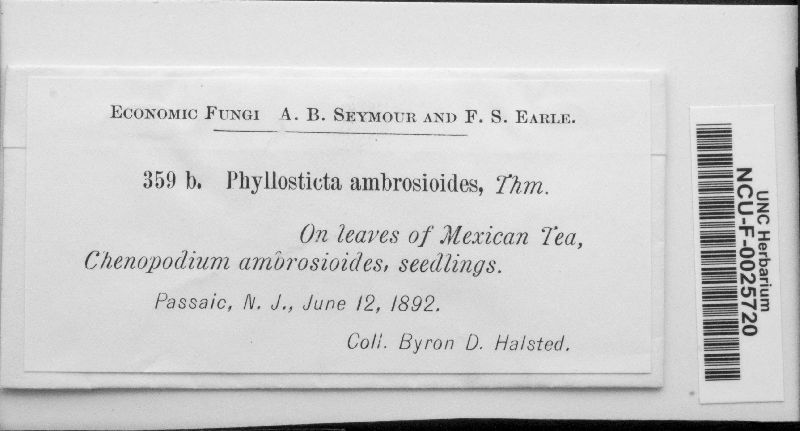 Economic Fungi A. B. Seymour and F. S. Earle.
359 b. Phyllosticta ambrosioides, Thm.
On leaves of Mexican Tea,
Chenopodium ambrosioides, seedlings.
Passaic, N. J., June 12, 1892.
Coll. Byron D. Halsted.
UNC Herbarium
NCU-F-0025720